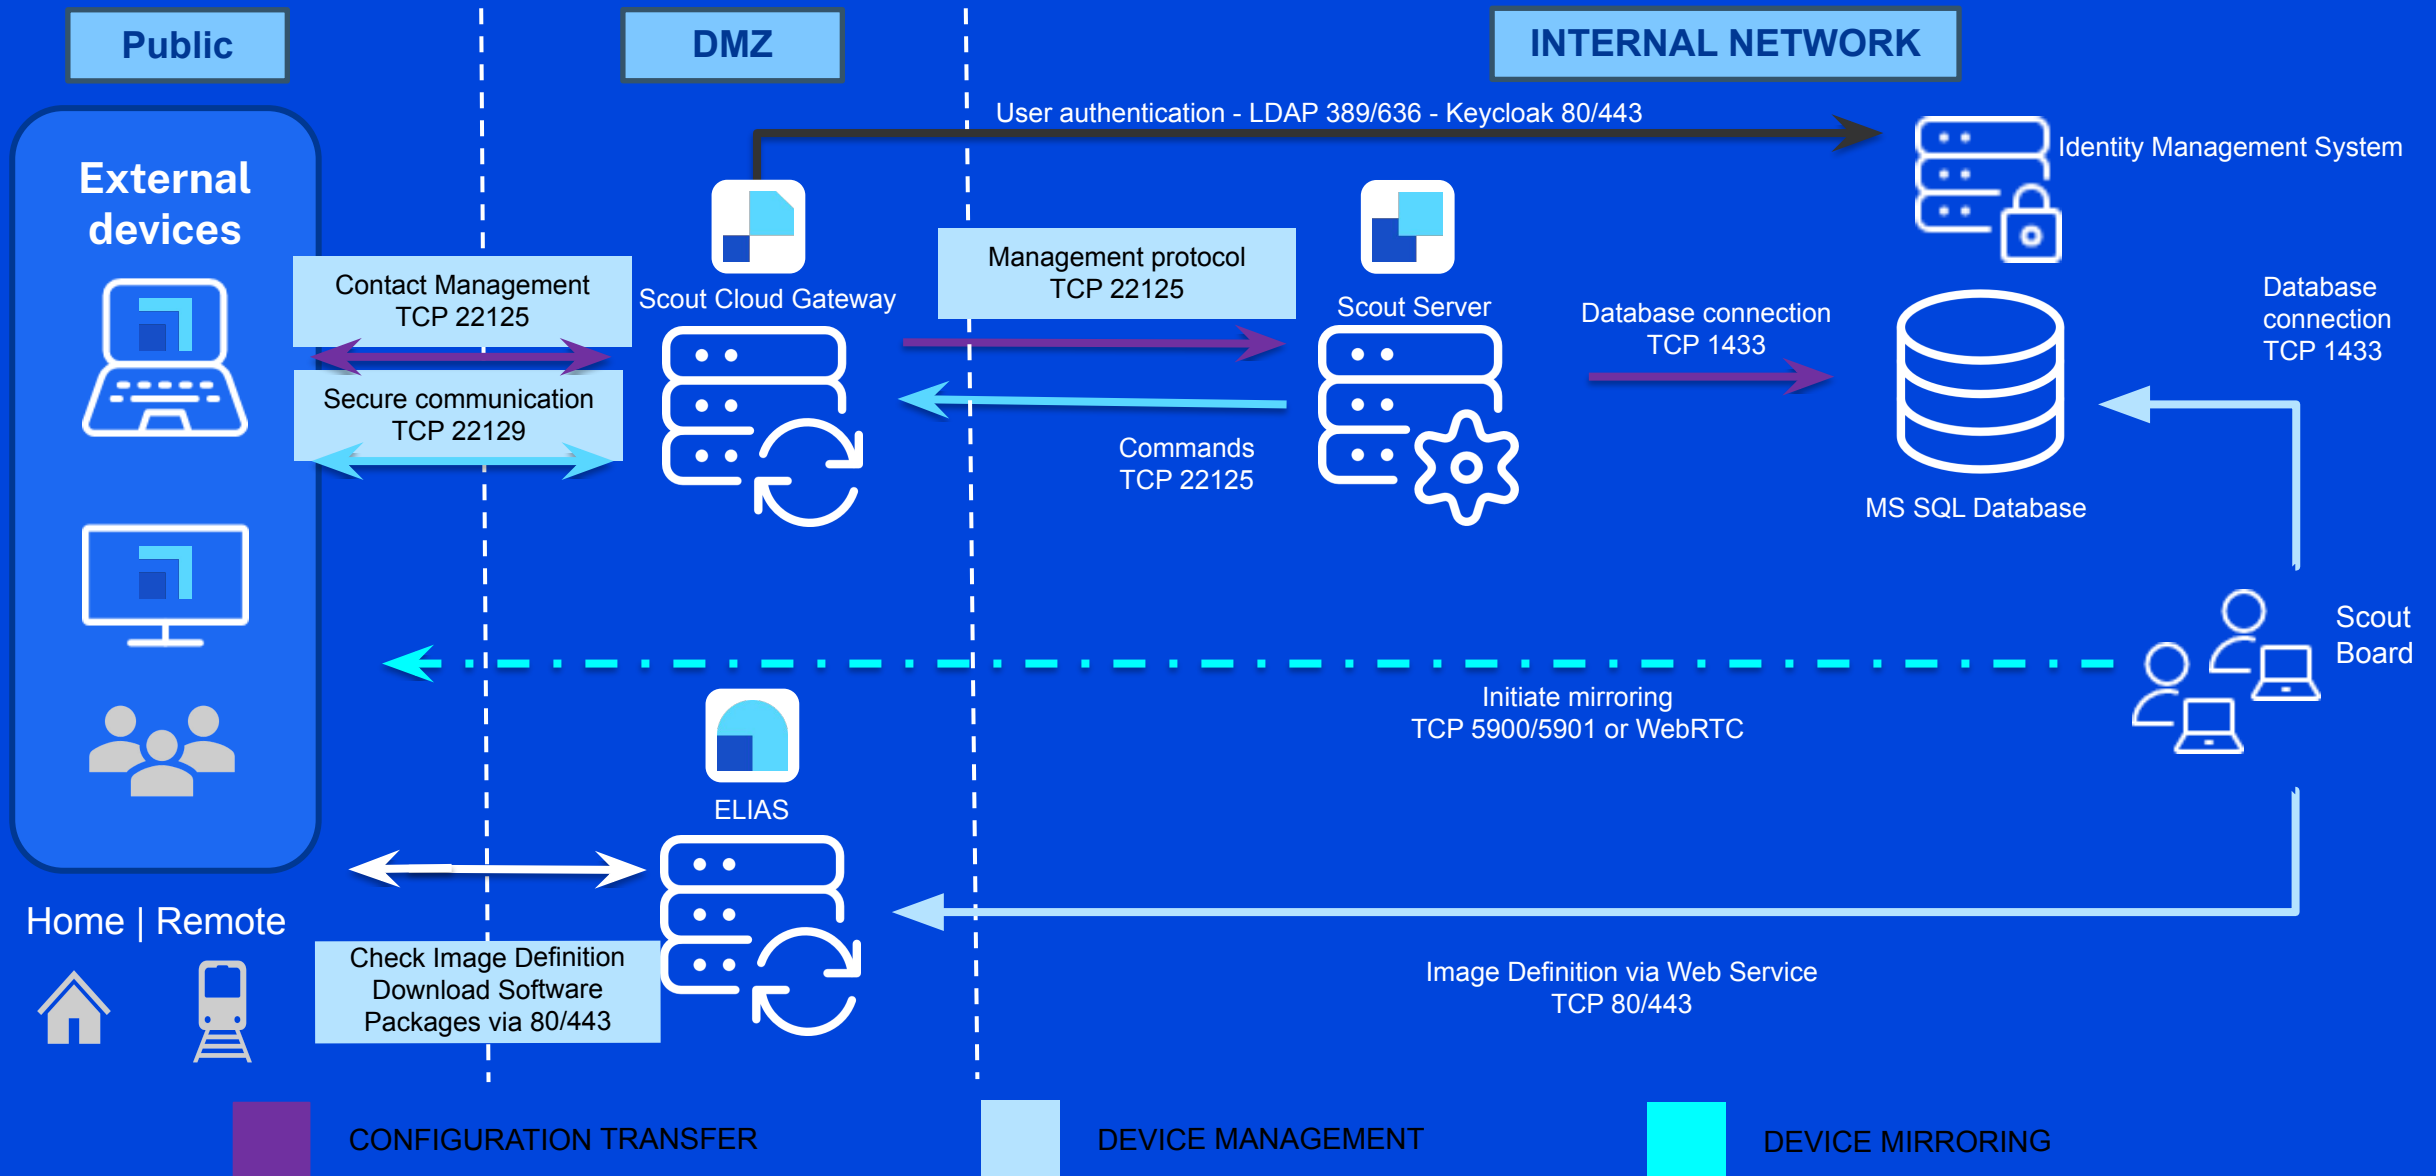 Public
DMZ
INTERNAL NETWORK
User authentication - LDAP 389/636 - Keycloak 80/443
Identity Management System
External
devices
Contact Management
TCP 22125
Scout Cloud Gateway
Management protocol
TCP 22125
Scout Server
Database connection
TCP 1433
Database
connection
TCP 1433
Secure communication
TCP 22129
Commands
TCP 22125
MS SQL Database
Scout
Board
Initiate mirroring
TCP 5900/5901 or WebRTC
ELIAS
Home | Remote
Check Image Definition
Download Software
Packages via 80/443
Image Definition via Web Service
TCP 80/443
CONFIGURATION TRANSFER
DEVICE MANAGEMENT
DEVICE MIRRORING